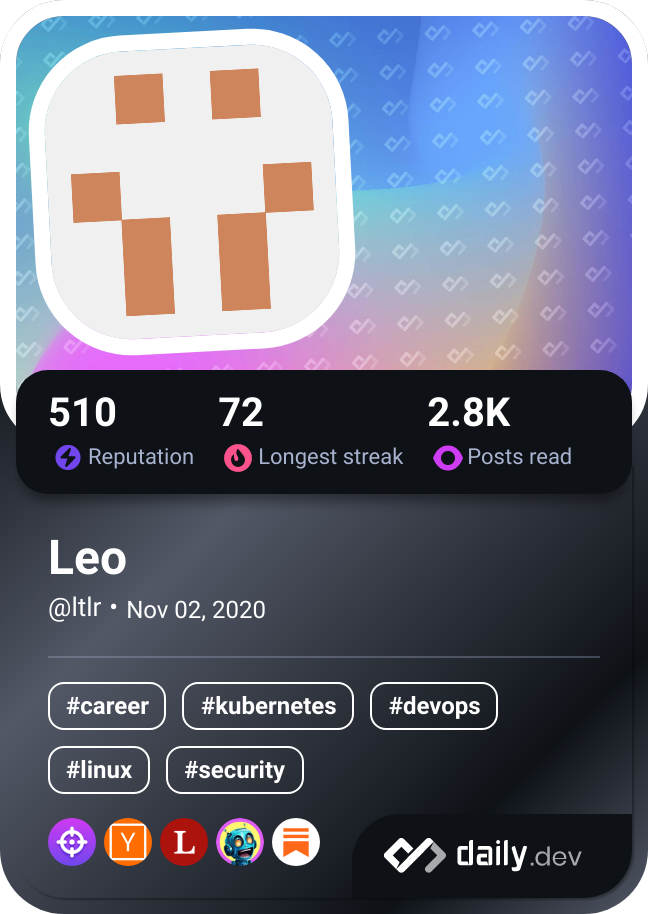 510 72 2.8K
Reputation Longest streak Posts read
Leo
@ltlr • Nov 02, 2020
#career #kubernetes #devops
#linux #security
Y L
daily.dev